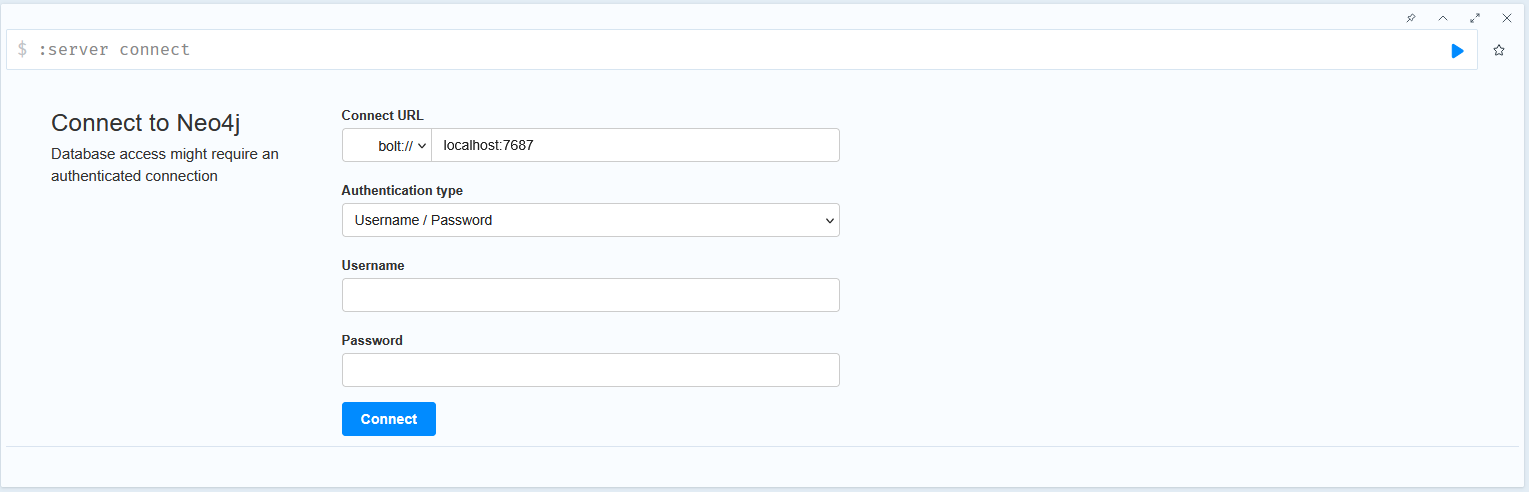 $ :server connect
Connect to Neo4j
Database access might require an
authenticated connection
Connect URL
bolt://
localhost:7687
Authentication type
Username / Password
Username
Password
Connect